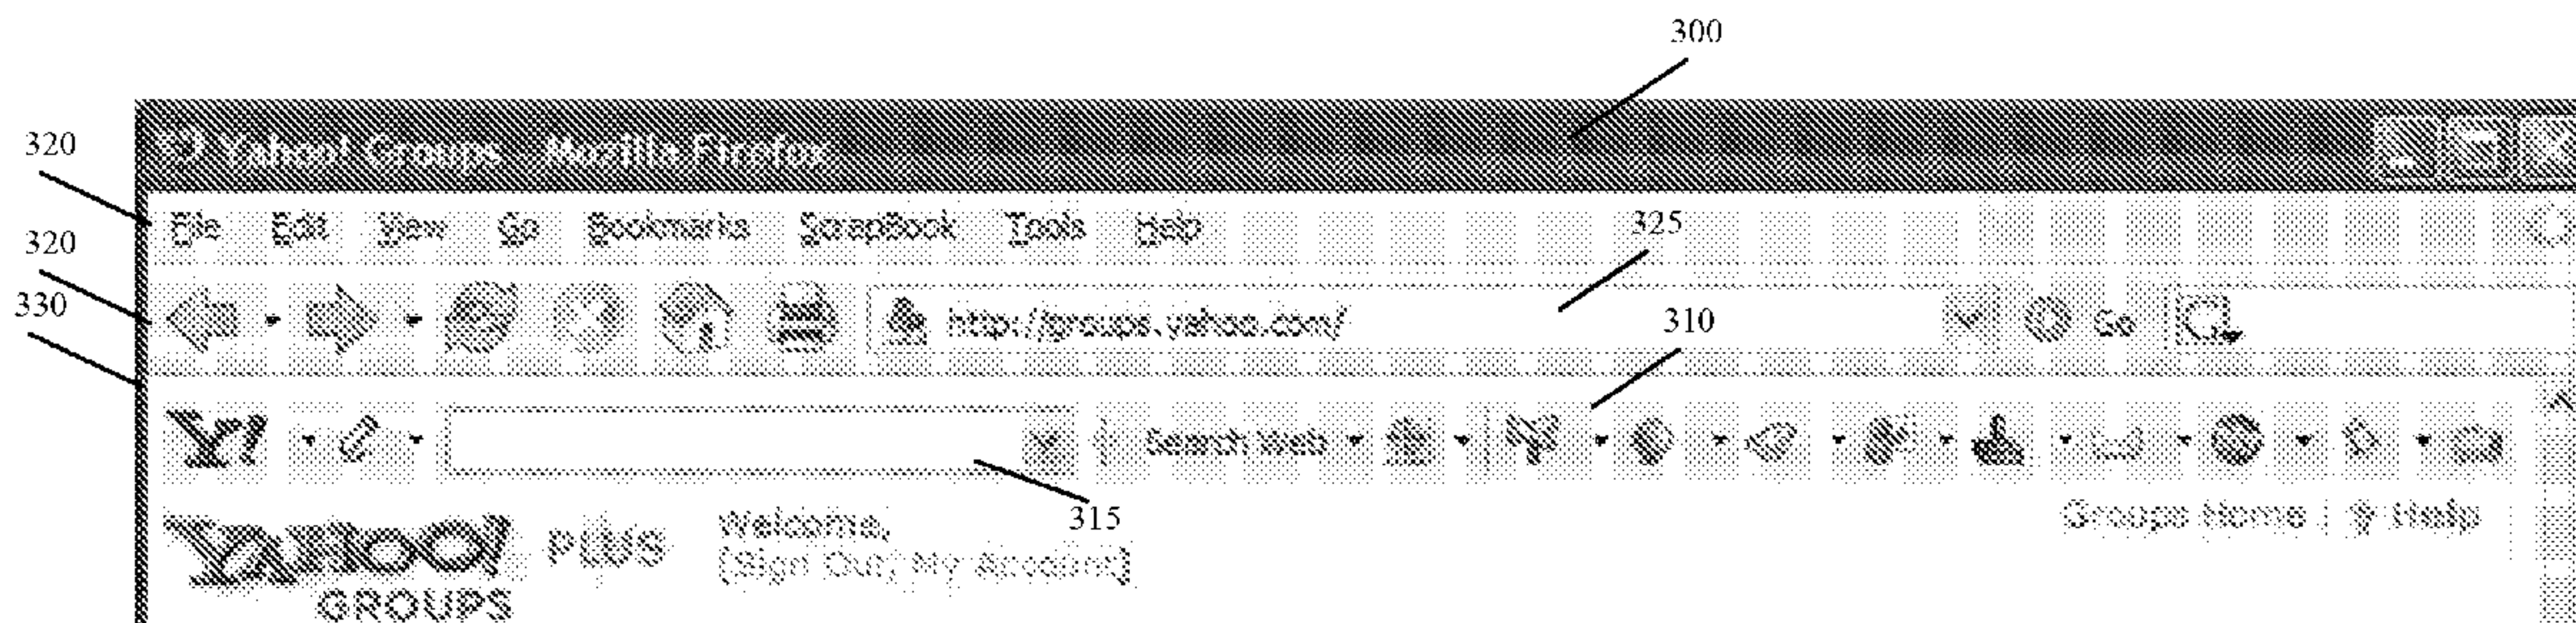 300
320
Yahoo! Groups - Mozilla Firefox
File Edit View Go Bookmarks ScrapBook Tools Help
325
320
330
http://groups.yahoo.com/
Go
310
Y!
Search Web
315
YAHOO! PLUS
GROUPS
Welcome,
[Sign Out, My Account]
Groups Home | Help